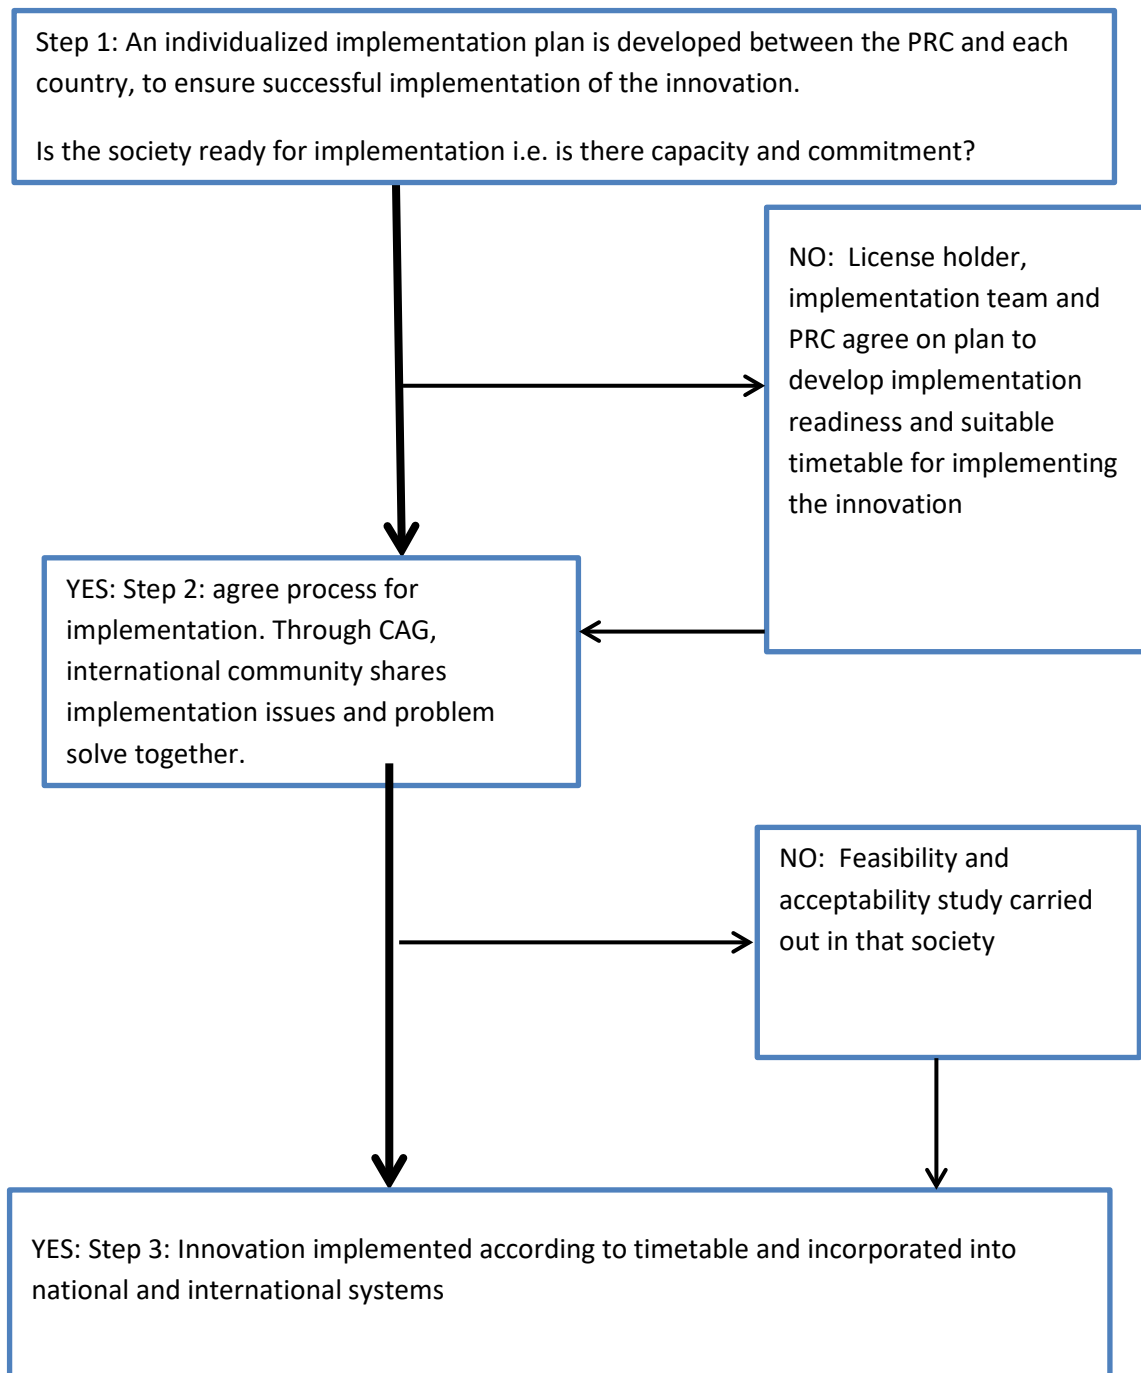 Step 1: An individualized implementation plan is developed between the PRC and each
country, to ensure successful implementation of the innovation.
Is the society ready for implementation i.e. is there capacity and commitment?
NO:  License holder,
implementation team and
PRC agree on plan to
develop implementation
readiness and suitable
timetable for implementing
the innovation
YES: Step 2: agree process for
implementation. Through CAG,
international community shares
implementation issues and problem
solve together.
NO:  Feasibility and
acceptability study carried
out in that society
YES: Step 3: Innovation implemented according to timetable and incorporated into
national and international systems